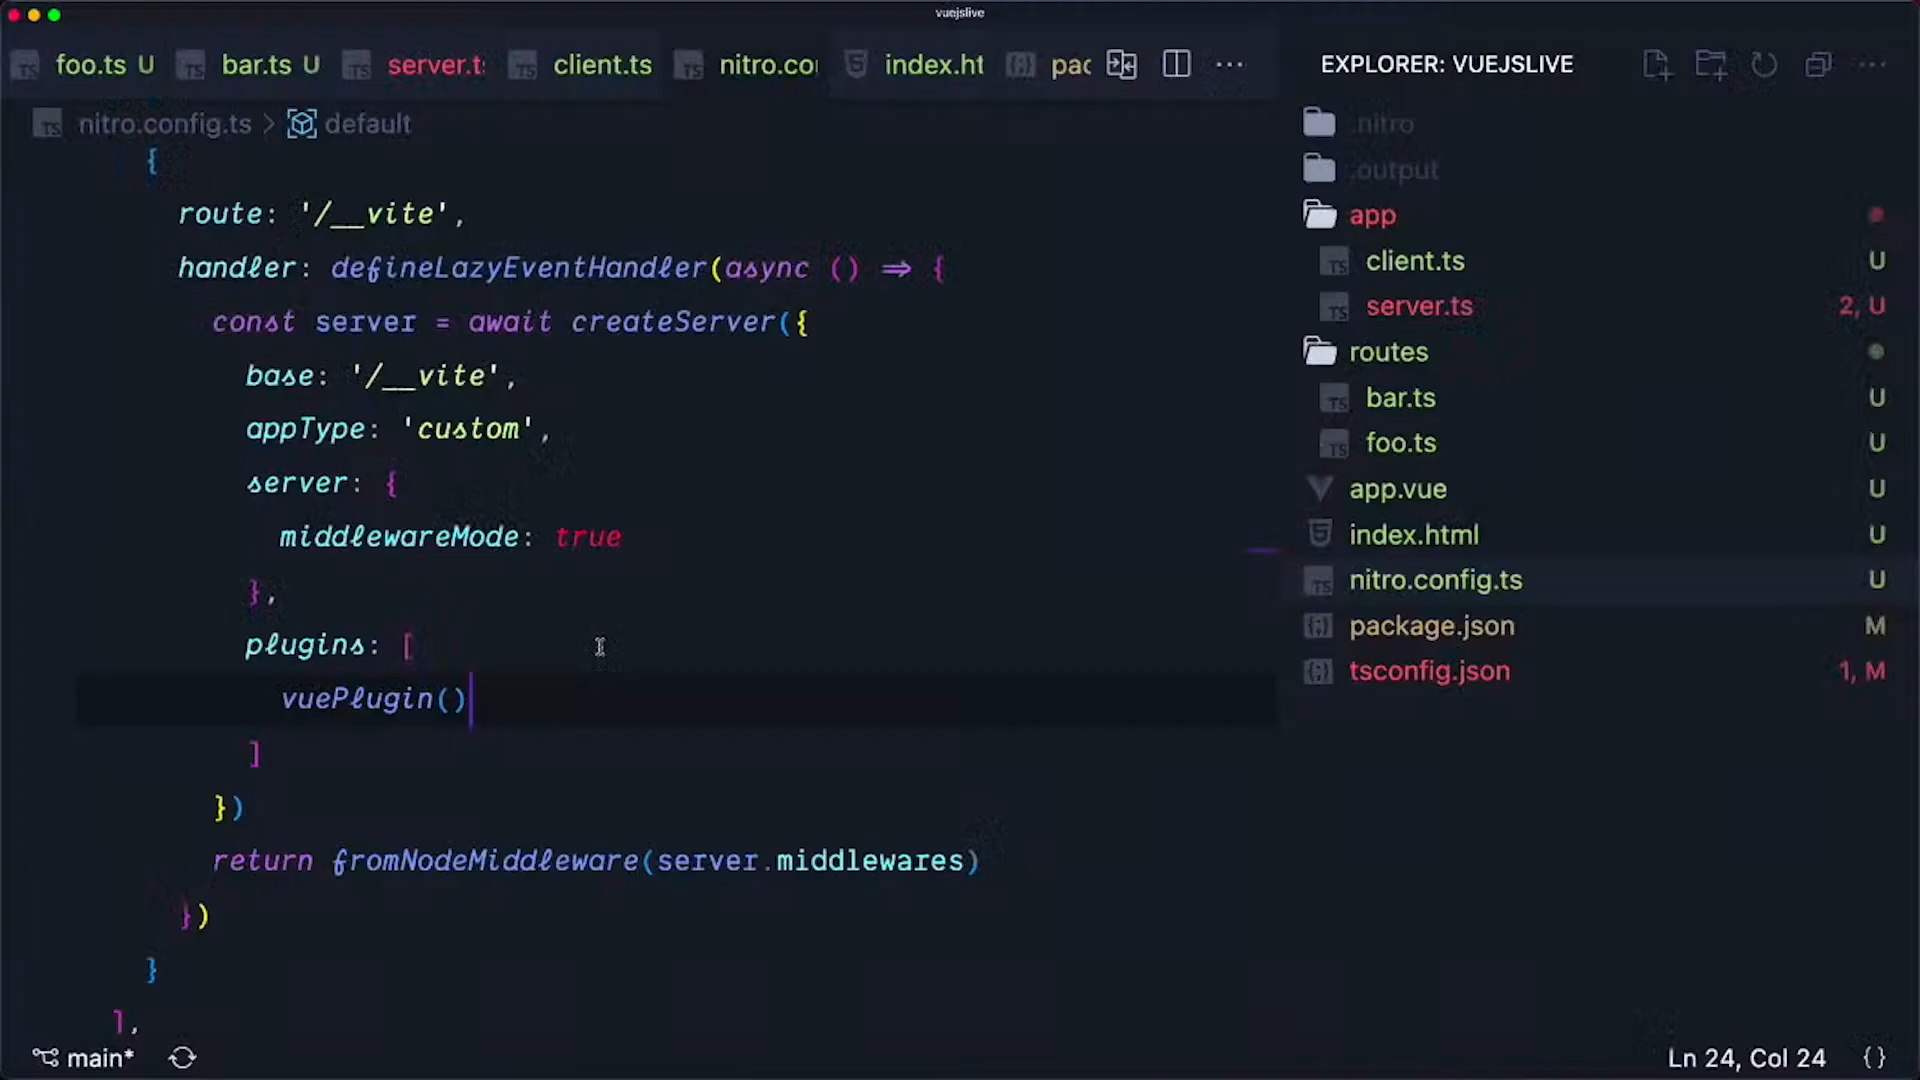 vuejslive
foo.ts U bar.ts U server.t client.ts nitro.co index.ht pac
EXPLORER: VUEJSLIVE
nitro.config.ts > default
{
route: '/__vite',
handler: defineLazyEventHandler(async () => {
const server = await createServer({
base: '/__vite',
appType: 'custom',
server: {
middlewareMode: true
},
plugins: [
vuePlugin()
]
})
return fromNodeMiddleware(server.middlewares)
})
}
],
.nitro
.output
app
client.ts U
server.ts 2, U
routes
bar.ts U
foo.ts U
app.vue U
index.html U
nitro.config.ts U
package.json M
tsconfig.json 1, M
main*
Ln 24, Col 24 {}